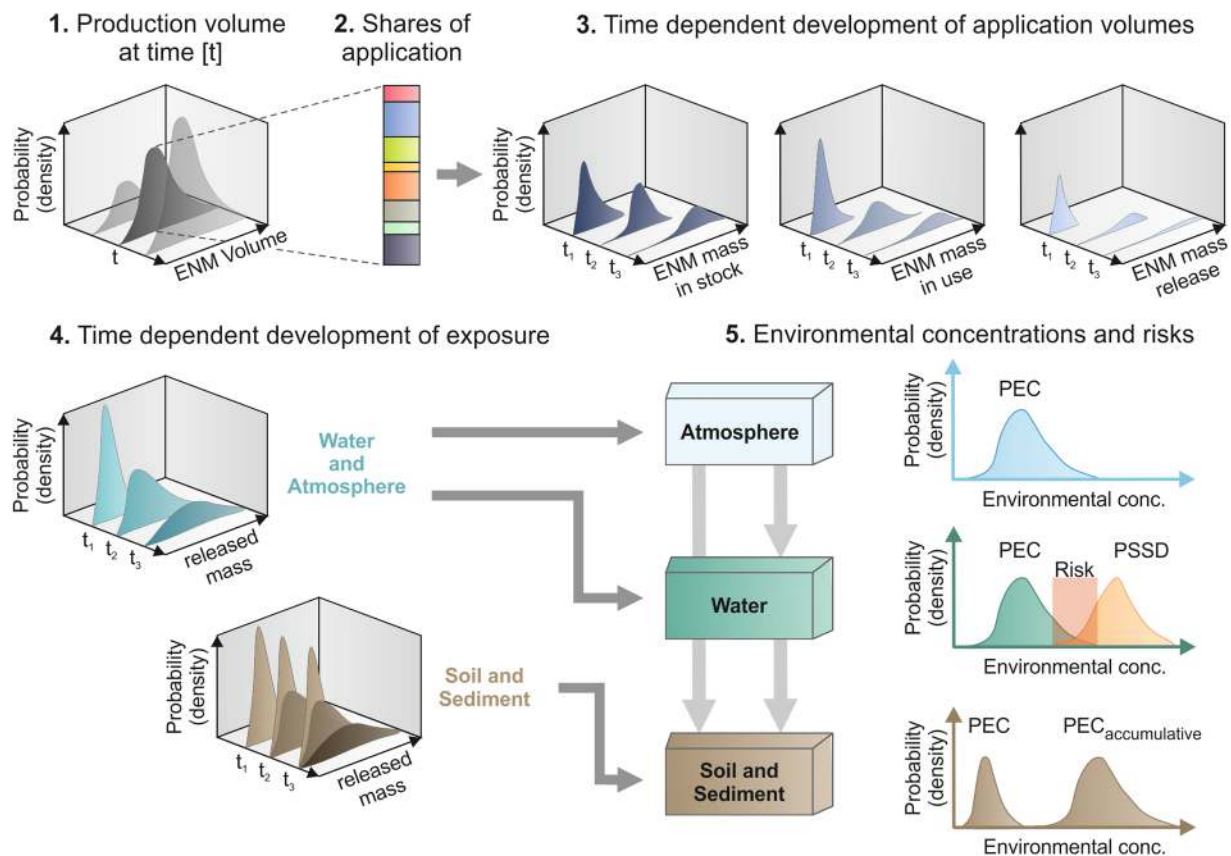 1. Production volume
at time [t]
2. Shares of
application
3. Time dependent development of application volumes
Probability
(density)
t
ENM Volume
Probability
(density)
t1
t2
t3
ENM mass
in stock
t1
t2
t3
ENM mass
in use
t1
t2
t3
ENM mass
release
4. Time dependent development of exposure
5. Environmental concentrations and risks
Probability
(density)
t1
t2
t3
released
mass
Water
and
Atmosphere
Probability
(density)
t1
t2
t3
released
mass
Soil and
Sediment
Atmosphere
Water
Soil and
Sediment
Probability
(density)
PEC
Environmental conc.
Probability
(density)
PEC
Risk
PSSD
Environmental conc.
Probability
(density)
PEC
PECaccumulative
Environmental conc.